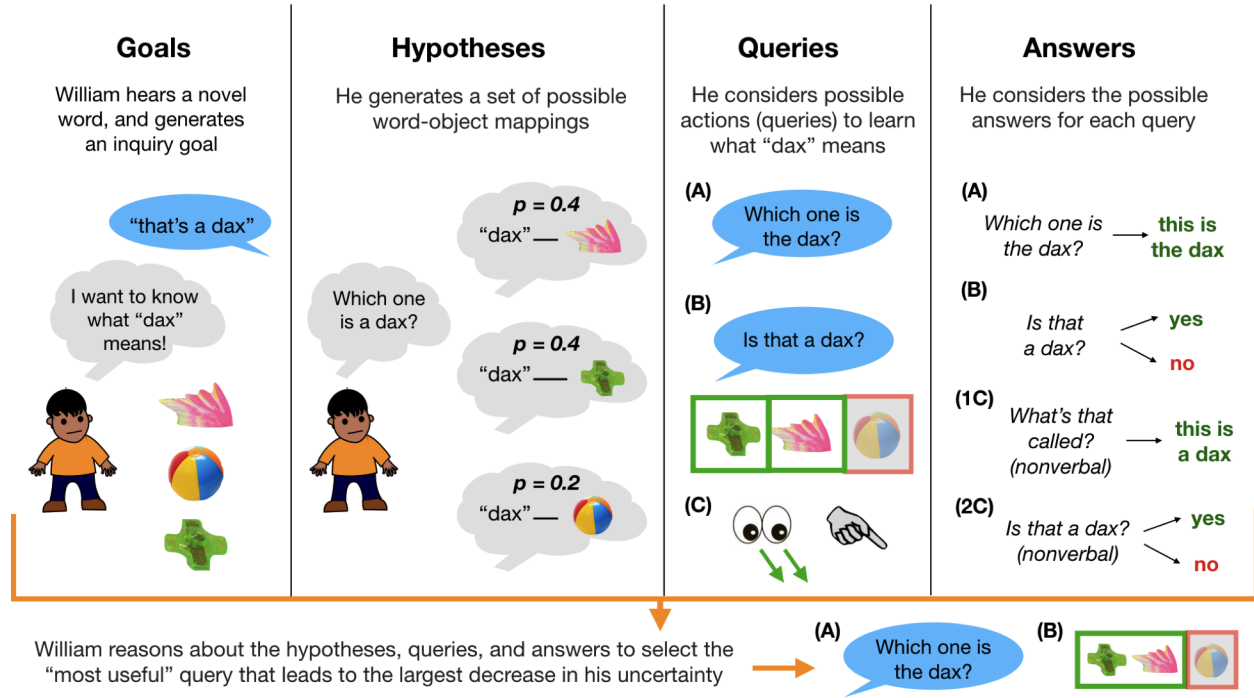 Goals
William hears a novel
word, and generates
an inquiry goal
“that’s a dax”
I want to know
what “dax”
means!
Hypotheses
He generates a set of possible
word-object mappings
Which one
is a dax?
p = 0.4
“dax”
p = 0.4
“dax”
p = 0.2
“dax”
Queries
He considers possible
actions (queries) to learn
what “dax” means
(A)
Which one is
the dax?
(B)
Is that a dax?
(C)
Answers
He considers the possible
answers for each query
(A)
Which one is
the dax?
this is
the dax
(B)
Is that
a dax?
yes
no
(1C)
What’s that
called?
(nonverbal)
this is
a dax
(2C)
Is that a dax?
(nonverbal)
yes
no
William reasons about the hypotheses, queries, and answers to select the
“most useful” query that leads to the largest decrease in his uncertainty
(A)
Which one is
the dax?
(B)